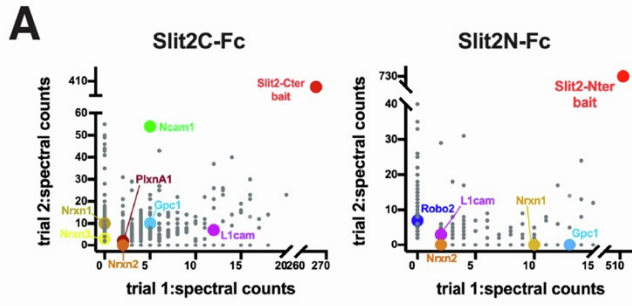 A
Slit2C-Fc
Slit2N-Fc
trial 2:spectral counts
410
60
50
40
30
20
10
0
Slit2-Cter
bait
Ncam1
PlxnA1
Nrxn1
Gpc1
Nrxn3
L1cam
Nrxn2
0 5 10 15 20 260 270
trial 1:spectral counts
trial 2:spectral counts
730
40
30
20
10
0
Slit2-Nter
bait
L1cam
Nrxn1
Robo2
Gpc1
Nrxn2
0 5 10 15 510
trial 1:spectral counts